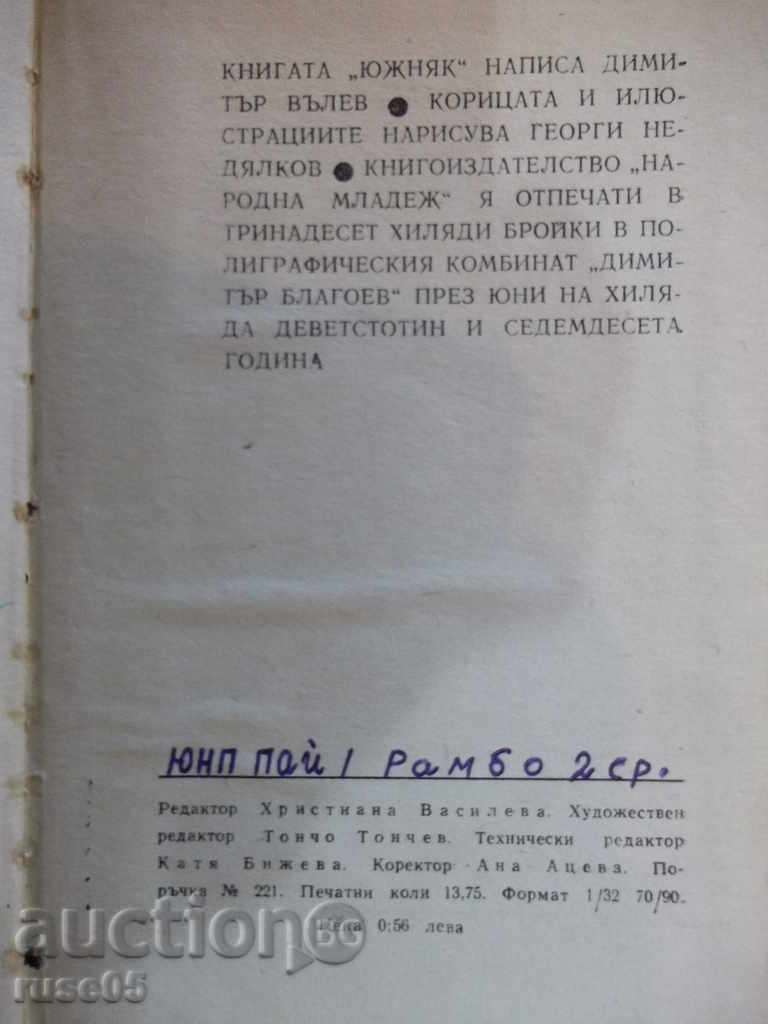 КНИГАТА „ЮЖНЯК“ НАПИСА ДИМИ-
ТЪР ВЪЛЕВ ● КОРИЦАТА И ИЛЮ-
СТРАЦИИТЕ НАРИСУВА ГЕОРГИ НЕ-
ДЯЛКОВ ● КНИГОИЗДАТЕЛСТВО „НА-
РОДНА МЛАДЕЖ“ Я ОТПЕЧАТИ В
ТРИНАДЕСЕТ ХИЛЯДИ БРОЙКИ В ПО-
ЛИГРАФИЧЕСКИЯ КОМБИНАТ „ДИМИ-
ТЪР БЛАГОЕВ“ ПРЕЗ ЮНИ НА ХИЛЯ-
ДА ДЕВЕТСТОТИН И СЕДЕМДЕСЕТА
ГОДИНА
ЮНП ПАЙ / Рамбо 2 ср.
Редактор Христиана Василева. Художествен
редактор Тончо Тончев. Технически редактор
Катя Бижева. Коректор Ана Ацева. По-
ръчка № 221. Печатни коли 13,75. Формат 1/32 70/90.
Цена 0:56 лева
auction BG
ruse05